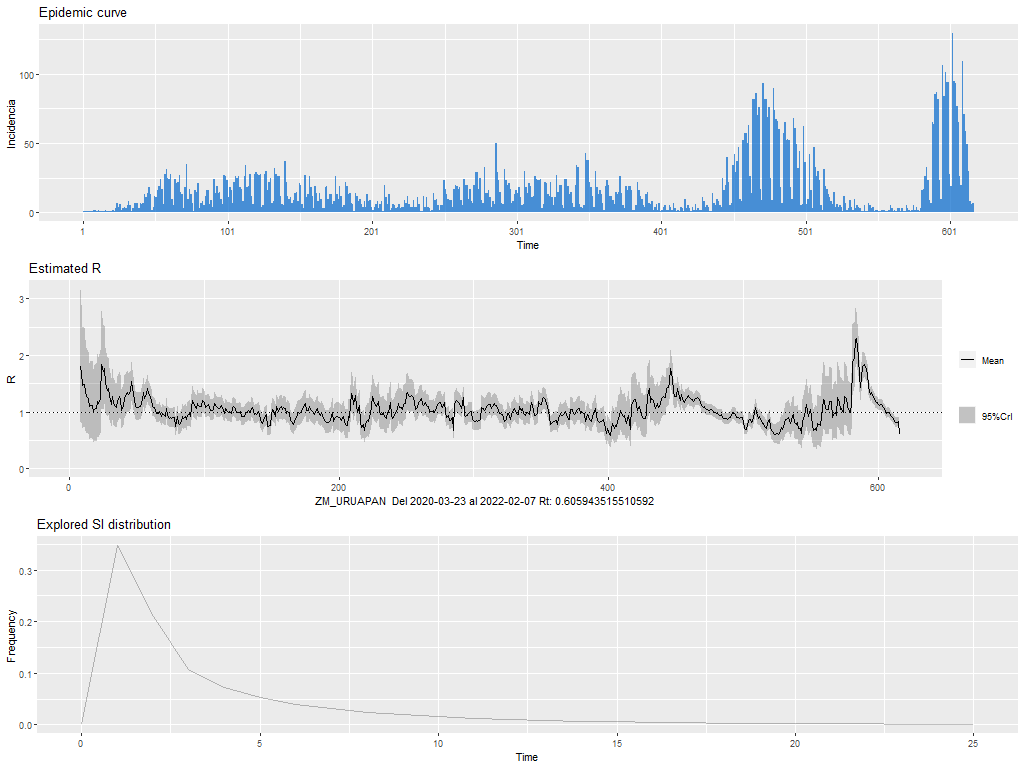 Epidemic curve
100
50
0
Incidencia
1 101 201 301 401 501 601
Time
Estimated R
3
2
1
0
R
Mean
95%CrI
0 200 400 600
ZM_URUAPAN Del 2020-03-23 al 2022-02-07 Rt: 0.605943515510592
Explored SI distribution
0.3
0.2
0.1
0.0
Frequency
0 5 10 15 20 25
Time